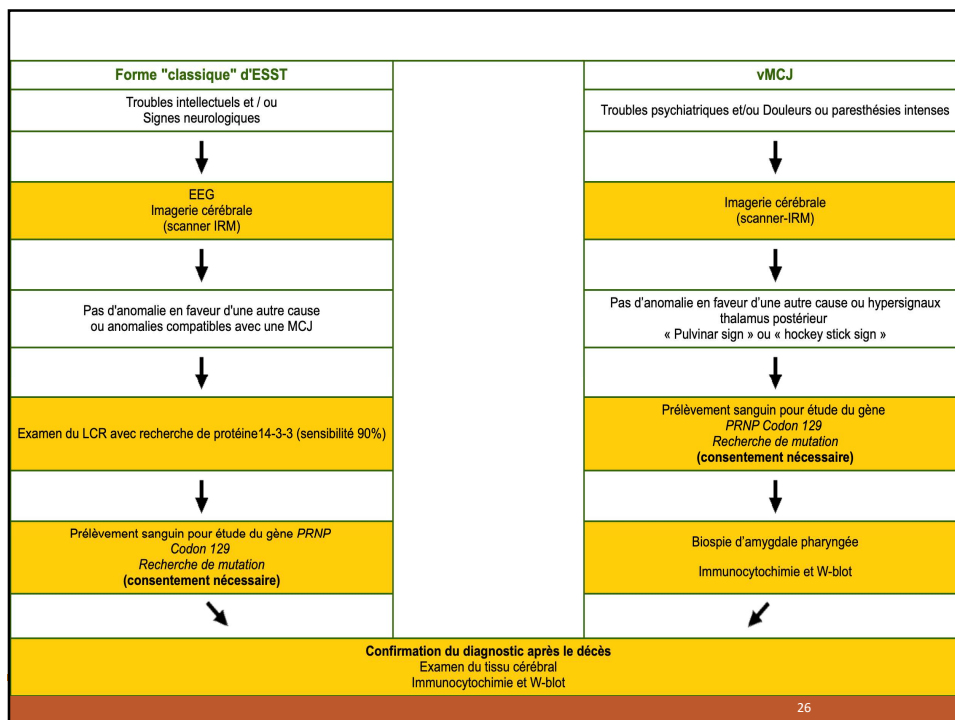 Forme "classique" d'ESST
Troubles intellectuels et / ou
Signes neurologiques
EEG
Imagerie cérébrale
(scanner IRM)
Pas d'anomalie en faveur d'une autre cause
ou anomalies compatibles avec une MCJ
Examen du LCR avec recherche de protéine14-3-3 (sensibilité 90%)
Prélèvement sanguin pour étude du gène PRNP
Codon 129
Recherche de mutation
(consentement nécessaire)
vMCJ
Troubles psychiatriques et/ou Douleurs ou paresthésies intenses
Imagerie cérébrale
(scanner-IRM)
Pas d'anomalie en faveur d'une autre cause ou hypersignaux
thalamus postérieur
« Pulvinar sign » ou « hockey stick sign »
Prélèvement sanguin pour étude du gène
PRNP Codon 129
Recherche de mutation
(consentement nécessaire)
Biospie d'amygdale pharyngée
Immunocytochimie et W-blot
Confirmation du diagnostic après le décès
Examen du tissu cérébral
Immunocytochimie et W-blot
26